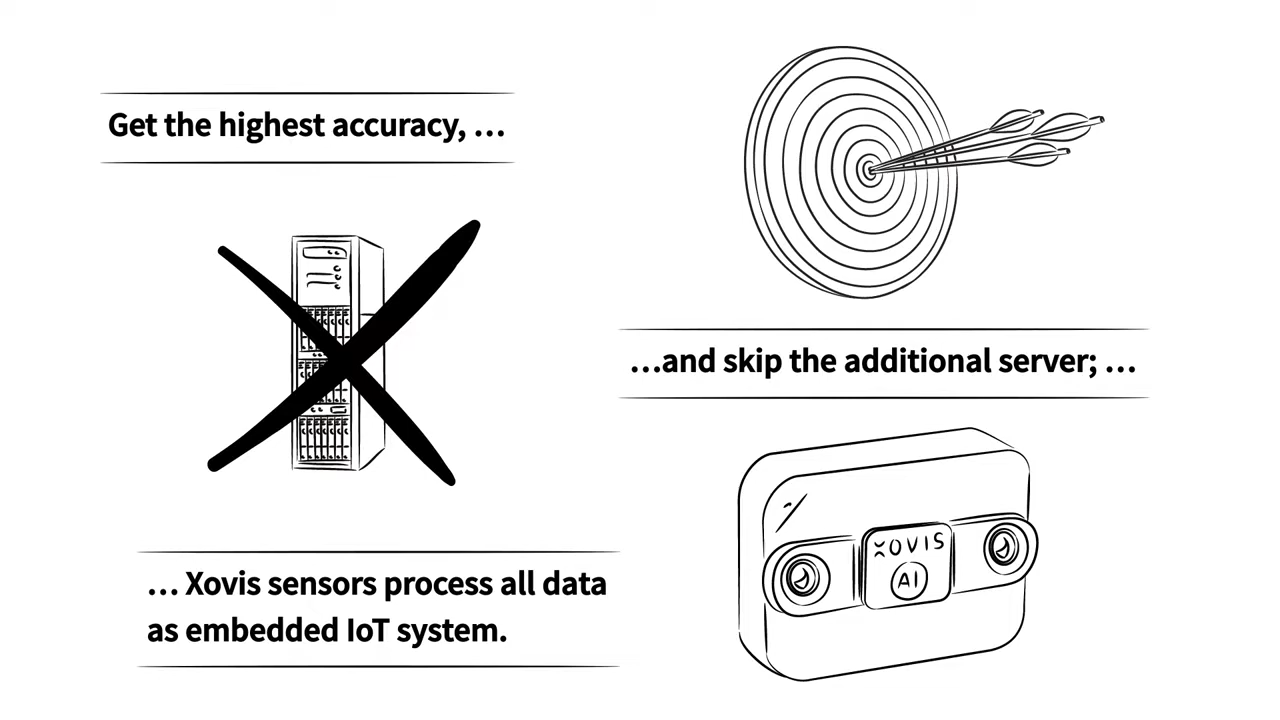 Get the highest accuracy, …
…and skip the additional server; …
XOVIS
AI
… Xovis sensors process all data
as embedded IoT system.